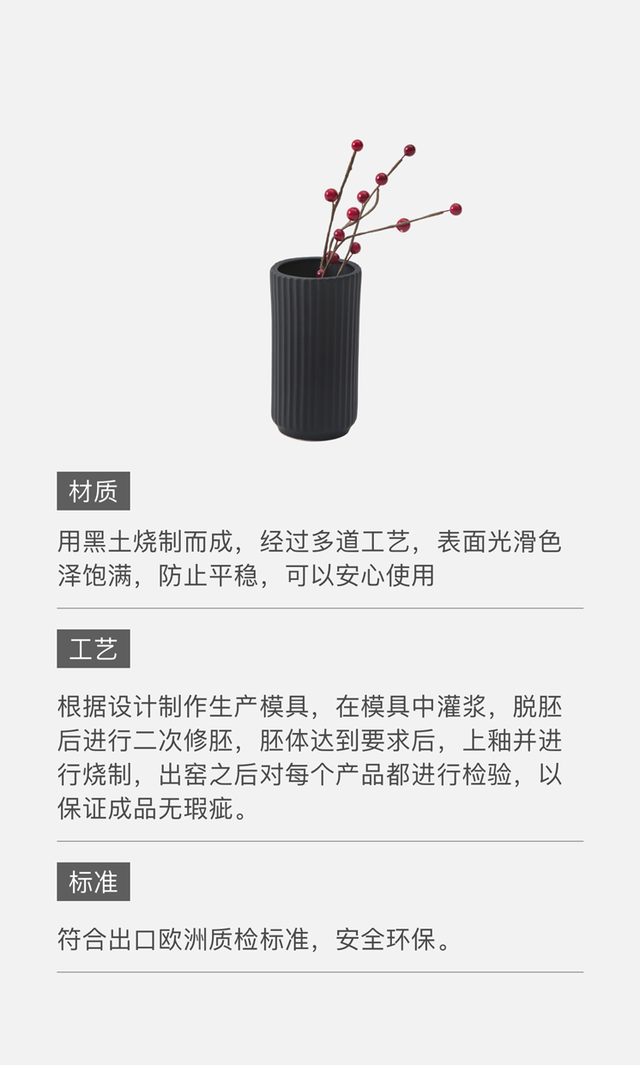 材质
用黑土烧制而成，经过多道工艺，表面光滑色
泽饱满，防止平稳，可以安心使用
工艺
根据设计制作生产模具，在模具中灌浆，脱胚
后进行二次修胚，胚体达到要求后，上釉并进
行烧制，出窑之后对每个产品都进行检验，以
保证成品无瑕疵。
标准
符合出口欧洲质检标准，安全环保。